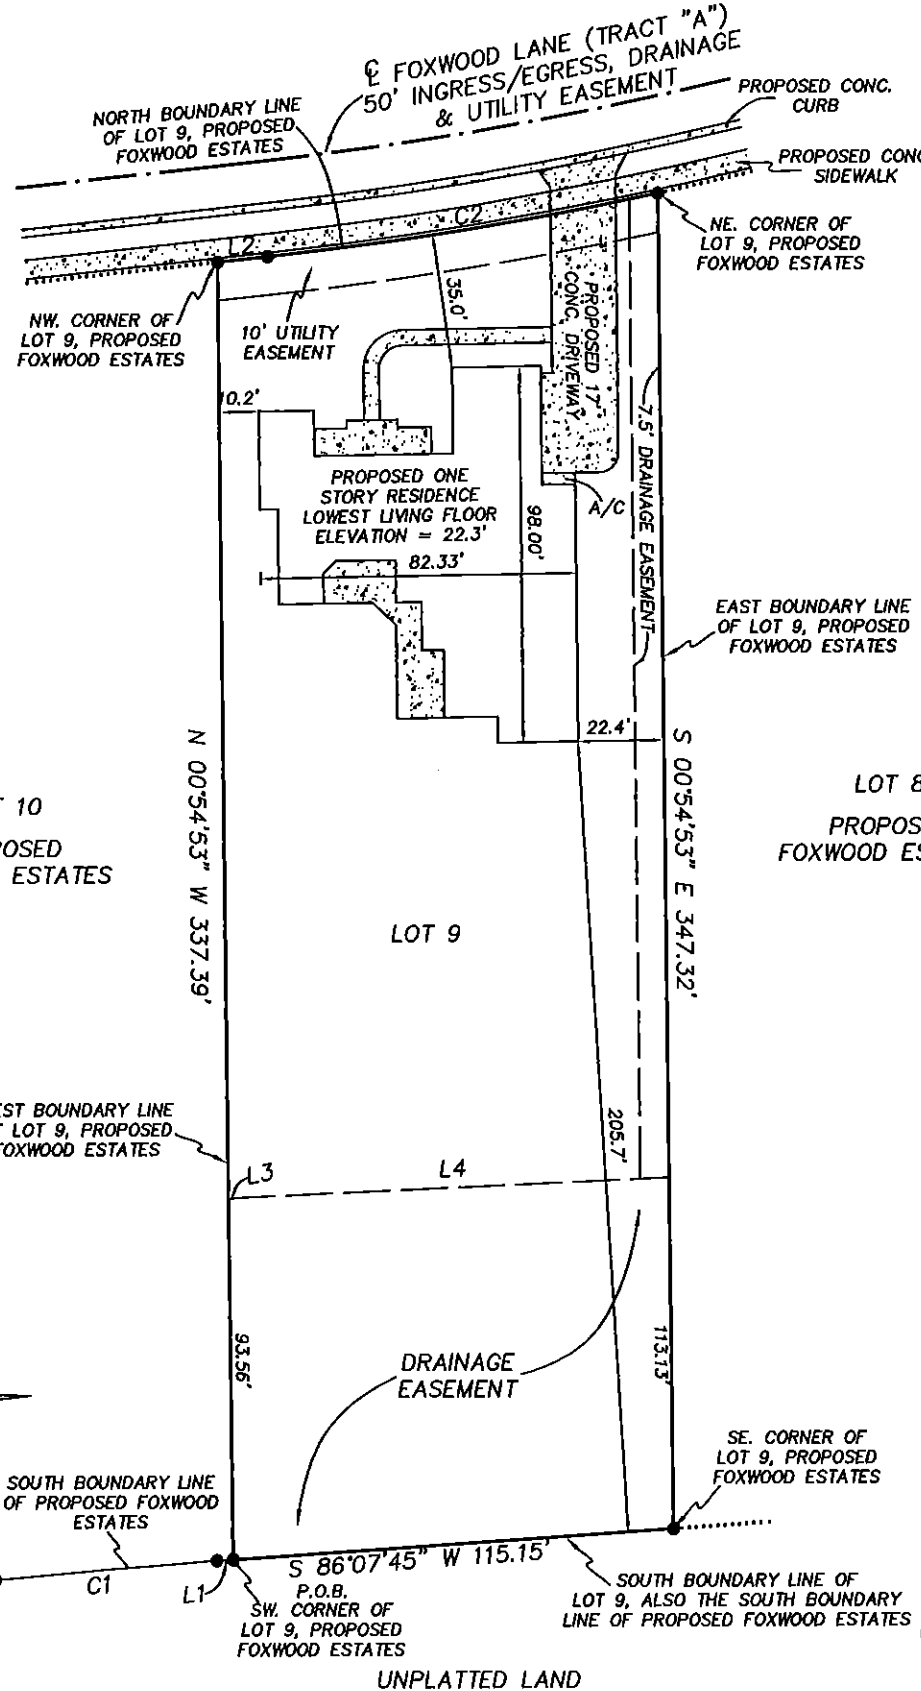 ℄ FOXWOOD LANE (TRACT "A")
50' INGRESS/EGRESS, DRAINAGE
& UTILITY EASEMENT
NORTH BOUNDARY LINE
OF LOT 9, PROPOSED
FOXWOOD ESTATES
PROPOSED CONC.
CURB
PROPOSED CONC
SIDEWALK
L2
C2
NE. CORNER OF
LOT 9, PROPOSED
FOXWOOD ESTATES
NW. CORNER OF
LOT 9, PROPOSED
FOXWOOD ESTATES
10' UTILITY
EASEMENT
35.0'
PROPOSED 17'
CONC. DRIVEWAY
10.2'
7.5' DRAINAGE EASEMENT
PROPOSED ONE
STORY RESIDENCE
LOWEST LIVING FLOOR
ELEVATION = 22.3'
A/C
98.00'
82.33'
EAST BOUNDARY LINE
OF LOT 9, PROPOSED
FOXWOOD ESTATES
22.4'
N 00°54'53" W 337.39'
S 00°54'53" E 347.32'
10
OSED
ESTATES
LOT 8
PROPOS
FOXWOOD ES
LOT 9
EST BOUNDARY LINE
LOT 9, PROPOSED
OXWOOD ESTATES
205.7'
L3
L4
93.56'
113.13'
DRAINAGE
EASEMENT
SE. CORNER OF
LOT 9, PROPOSED
FOXWOOD ESTATES
SOUTH BOUNDARY LINE
OF PROPOSED FOXWOOD
ESTATES
C1
L1
S 86°07'45" W 115.15'
P.O.B.
SW. CORNER OF
LOT 9, PROPOSED
FOXWOOD ESTATES
SOUTH BOUNDARY LINE OF
LOT 9, ALSO THE SOUTH BOUNDARY
LINE OF PROPOSED FOXWOOD ESTATES
UNPLATTED LAND